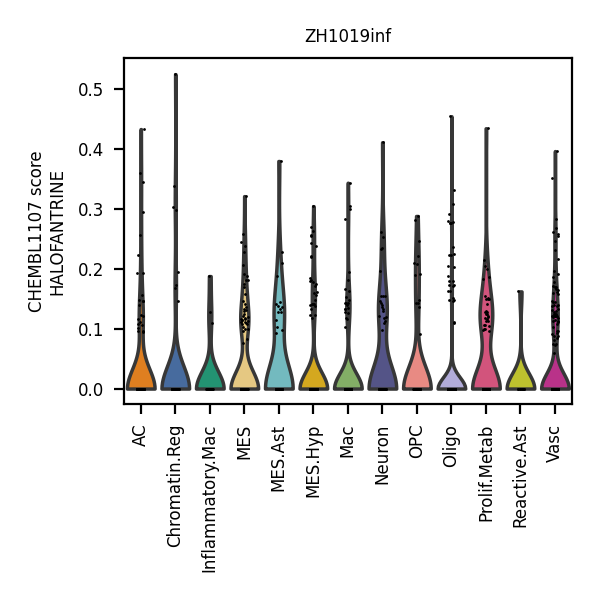 ZH1019inf
CHEMBL1107 score
HALOFANTRINE
0.5
0.4
0.3
0.2
0.1
0.0
AC
Chromatin.Reg
Inflammatory.Mac
MES
MES.Ast
MES.Hyp
Mac
Neuron
OPC
Oligo
Prolif.Metab
Reactive.Ast
Vasc